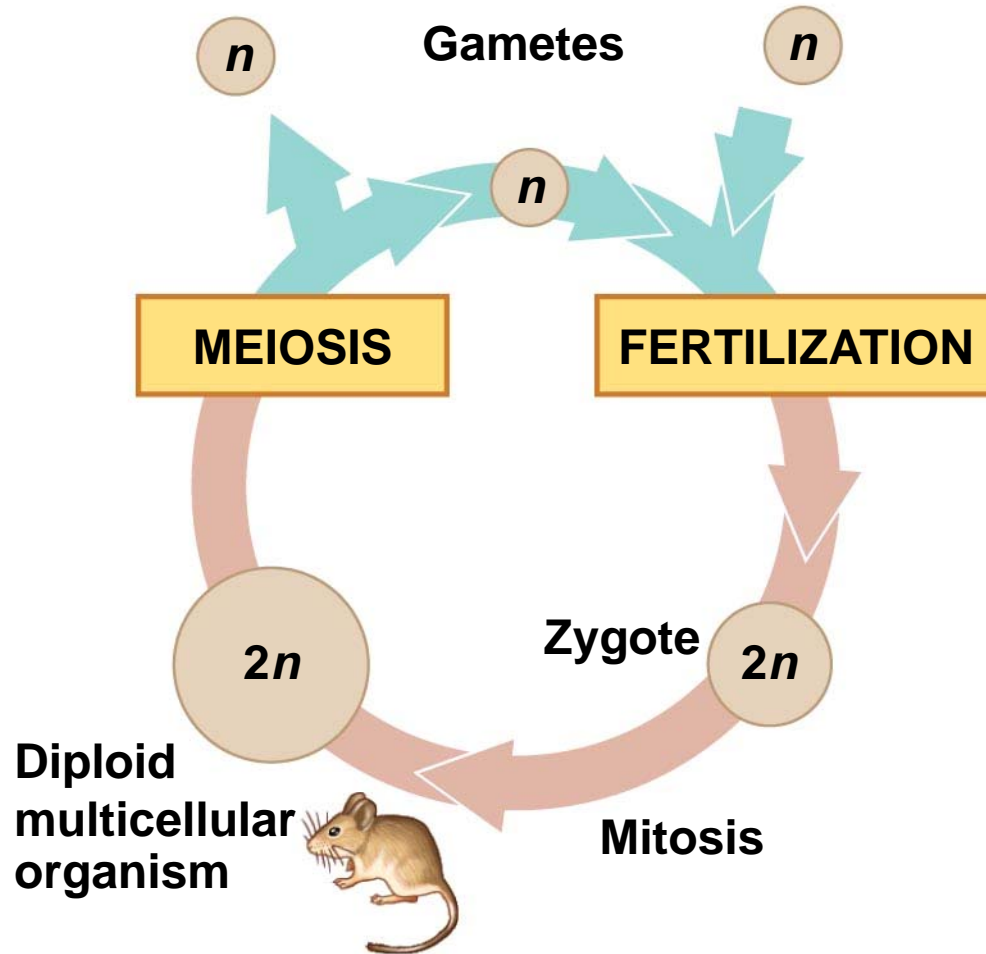 n
Gametes
n
n
MEIOSIS
FERTILIZATION
2n
Zygote
2n
Diploid
multicellular
organism
Mitosis